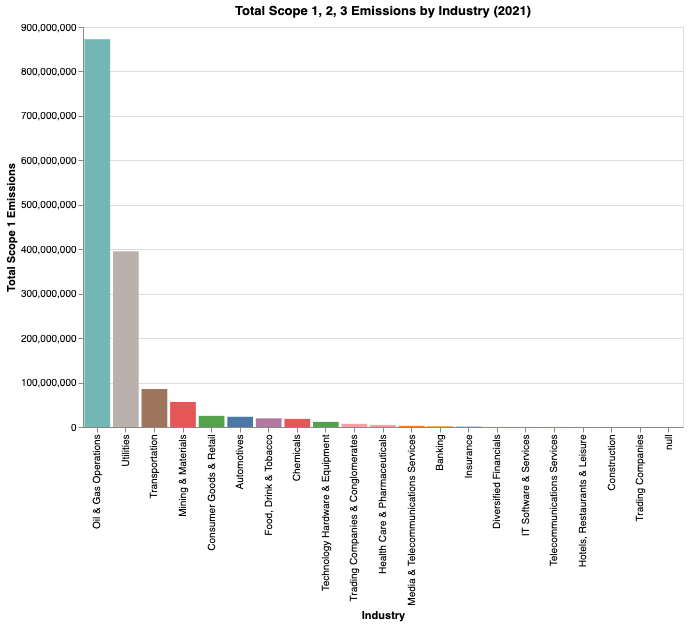 Total Scope 1, 2, 3 Emissions by Industry (2021)
Total Scope 1 Emissions
900,000,000
800,000,000
700,000,000
600,000,000
500,000,000
400,000,000
300,000,000
200,000,000
100,000,000
0
Oil & Gas Operations
Utilities
Transportation
Mining & Materials
Consumer Goods & Retail
Automotives
Food, Drink & Tobacco
Chemicals
Technology Hardware & Equipment
Trading Companies & Conglomerates
Health Care & Pharmaceuticals
Media & Telecommunications Services
Banking
Insurance
Diversified Financials
IT Software & Services
Telecommunications Services
Hotels, Restaurants & Leisure
Construction
Trading Companies
null
Industry